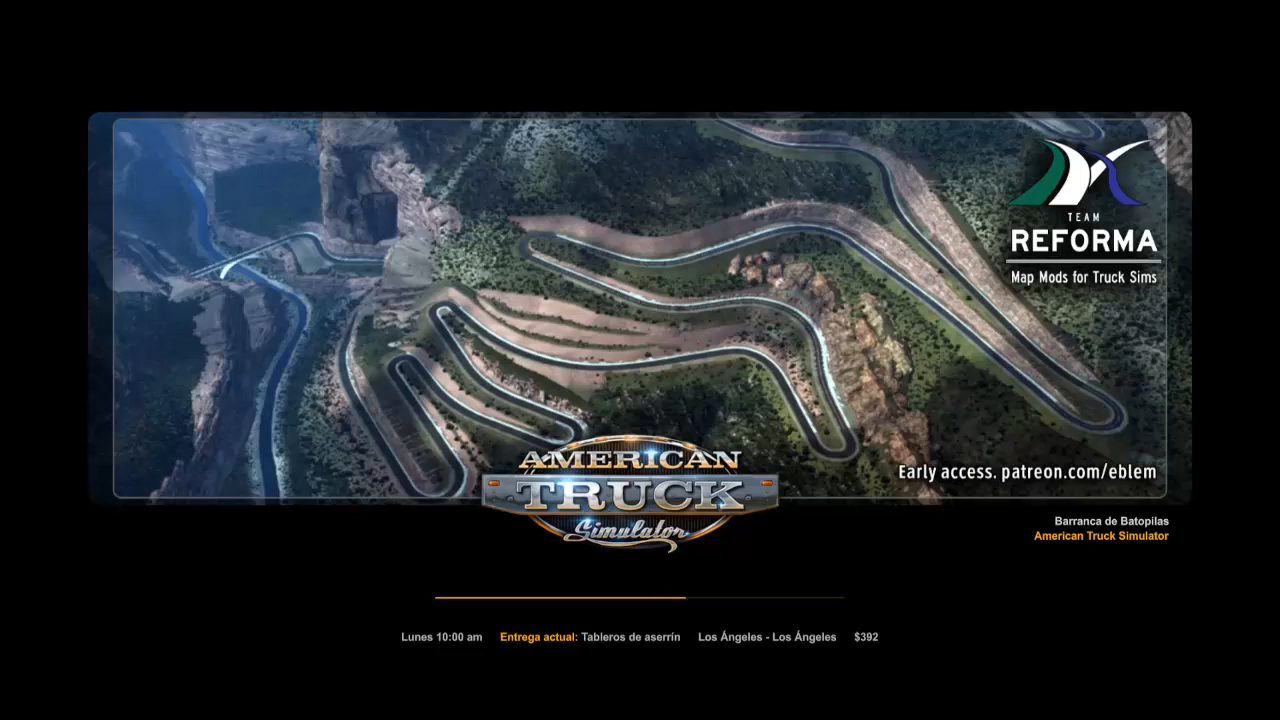 TEAM
REFORMA
Map Mods for Truck Sims
AMERICAN
TRUCK
Simulator
Early access. patreon.com/eblem
Barranca de Batopilas
American Truck Simulator
Lunes 10:00 am Entrega actual: Tableros de aserrín Los Ángeles - Los Ángeles $392